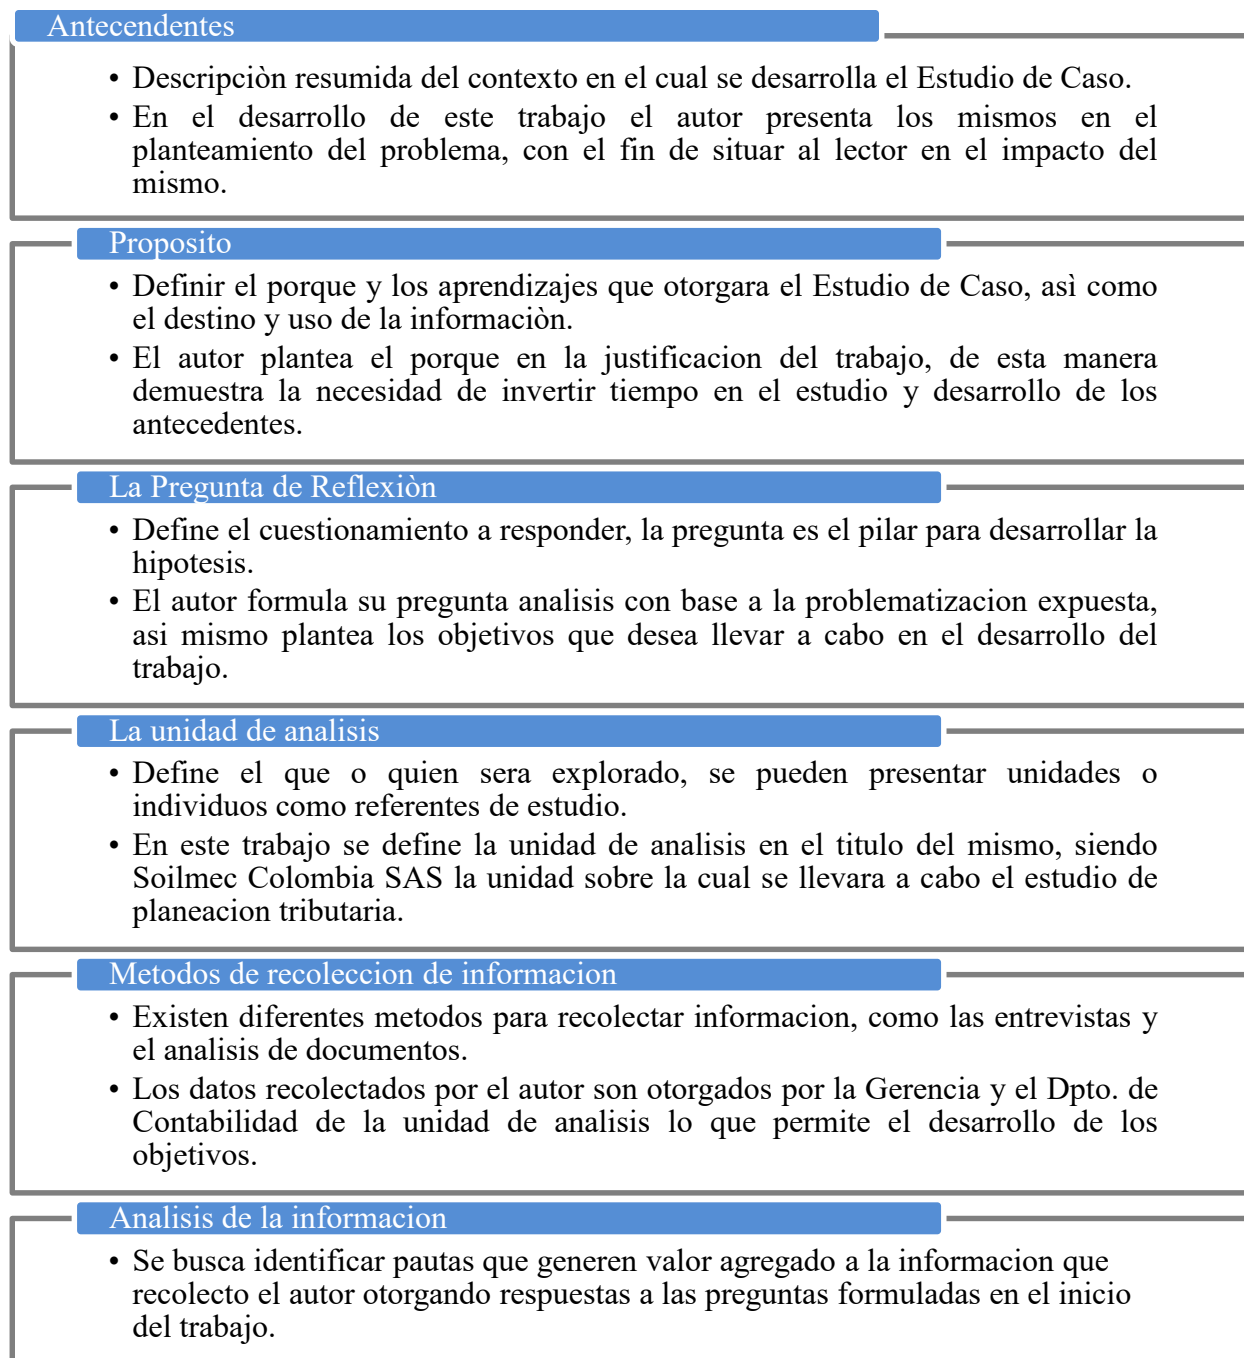 Antecendentes
• Descripciòn resumida del contexto en el cual se desarrolla el Estudio de Caso.
• En el desarrollo de este trabajo el autor presenta los mismos en el
planteamiento del problema, con el fin de situar al lector en el impacto del
mismo.
Proposito
• Definir el porque y los aprendizajes que otorgara el Estudio de Caso, asì como
el destino y uso de la informaciòn.
• El autor plantea el porque en la justificacion del trabajo, de esta manera
demuestra la necesidad de invertir tiempo en el estudio y desarrollo de los
antecedentes.
La Pregunta de Reflexiòn
• Define el cuestionamiento a responder, la pregunta es el pilar para desarrollar la
hipotesis.
• El autor formula su pregunta analisis con base a la problematizacion expuesta,
asi mismo plantea los objetivos que desea llevar a cabo en el desarrollo del
trabajo.
La unidad de analisis
• Define el que o quien sera explorado, se pueden presentar unidades o
individuos como referentes de estudio.
• En este trabajo se define la unidad de analisis en el titulo del mismo, siendo
Soilmec Colombia SAS la unidad sobre la cual se llevara a cabo el estudio de
planeacion tributaria.
Metodos de recoleccion de informacion
• Existen diferentes metodos para recolectar informacion, como las entrevistas y
el analisis de documentos.
• Los datos recolectados por el autor son otorgados por la Gerencia y el Dpto. de
Contabilidad de la unidad de analisis lo que permite el desarrollo de los
objetivos.
Analisis de la informacion
• Se busca identificar pautas que generen valor agregado a la informacion que
recolecto el autor otorgando respuestas a las preguntas formuladas en el inicio
del trabajo.